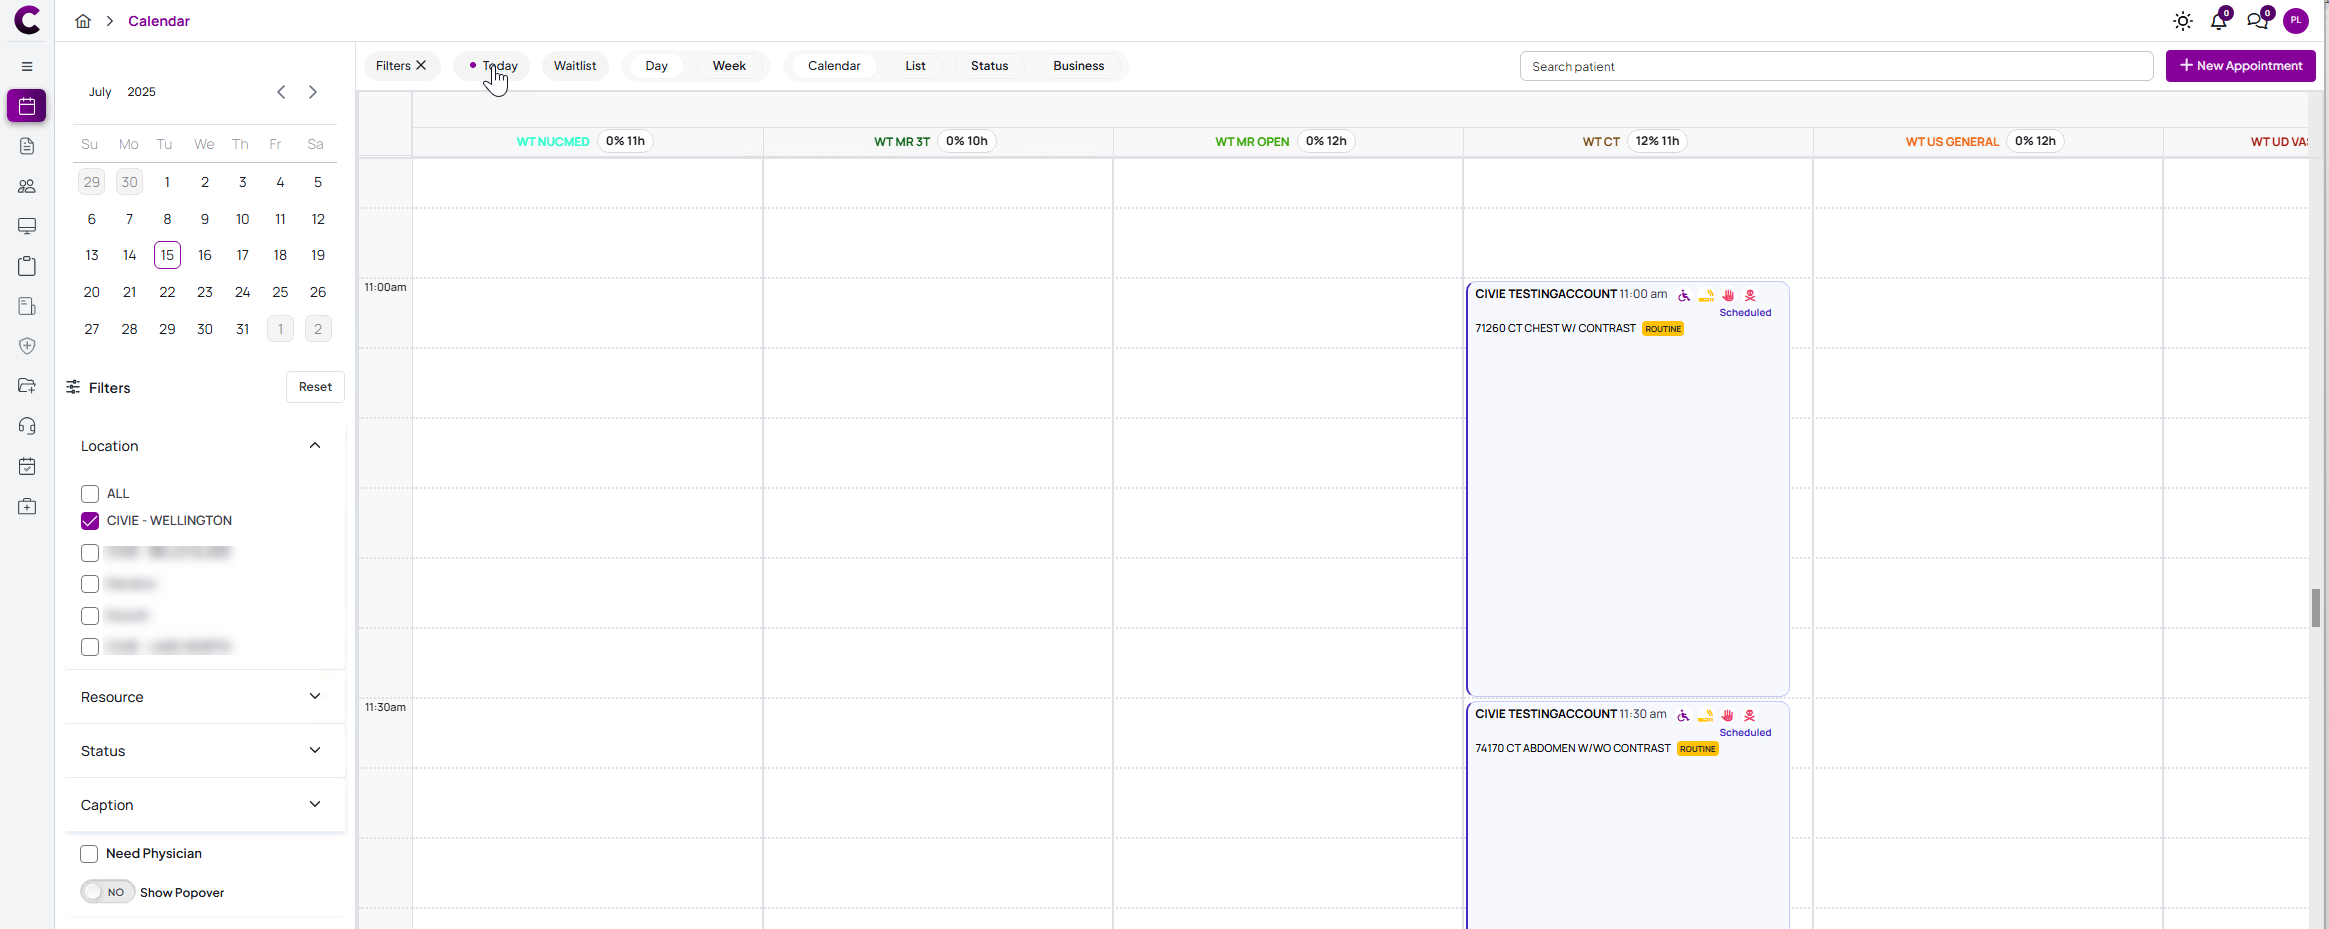 Calendar
0
0
PL
Filters
Today
Waitlist
Day
Week
Calendar
List
Status
Business
Search patient
+ New Appointment
July 2025
Su Mo Tu We Th Fr Sa
29 30 1 2 3 4 5
6 7 8 9 10 11 12
13 14 15 16 17 18 19
20 21 22 23 24 25 26
27 28 29 30 31 1 2
Filters
Reset
Location
ALL
CIVIE - WELLINGTON
Resource
Status
Caption
Need Physician
NO Show Popover
WT NUCMED 0% 11h
WT MR 3T 0% 10h
WT MR OPEN 0% 12h
WT CT 12% 11h
WT US GENERAL 0% 12h
WT UD VAS
11:00am
CIVIE TESTINGACCOUNT 11:00 am
Scheduled
71260 CT CHEST W/ CONTRAST ROUTINE
11:30am
CIVIE TESTINGACCOUNT 11:30 am
Scheduled
74170 CT ABDOMEN W/WO CONTRAST ROUTINE